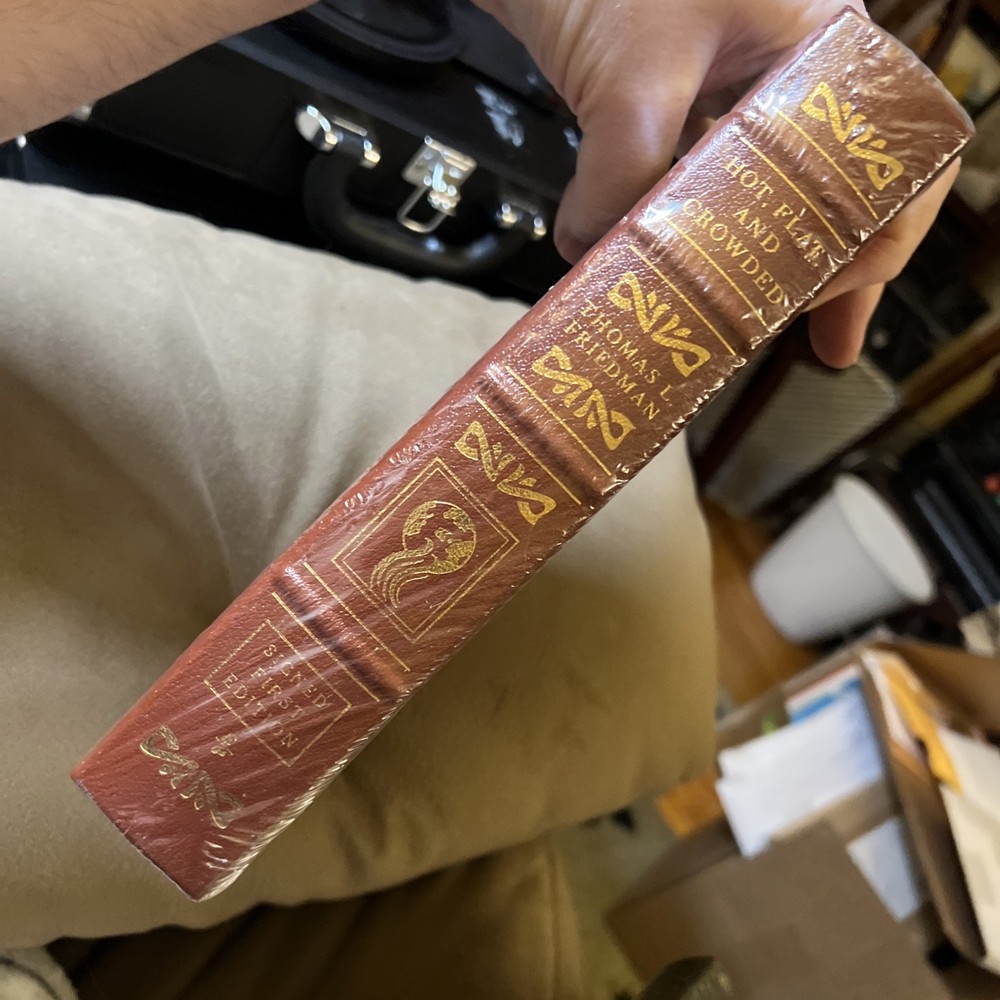 HOT, FLAT,
AND
CROWDED
THOMAS L.
FRIEDMAN
SIGNED
FIRST
EDITION